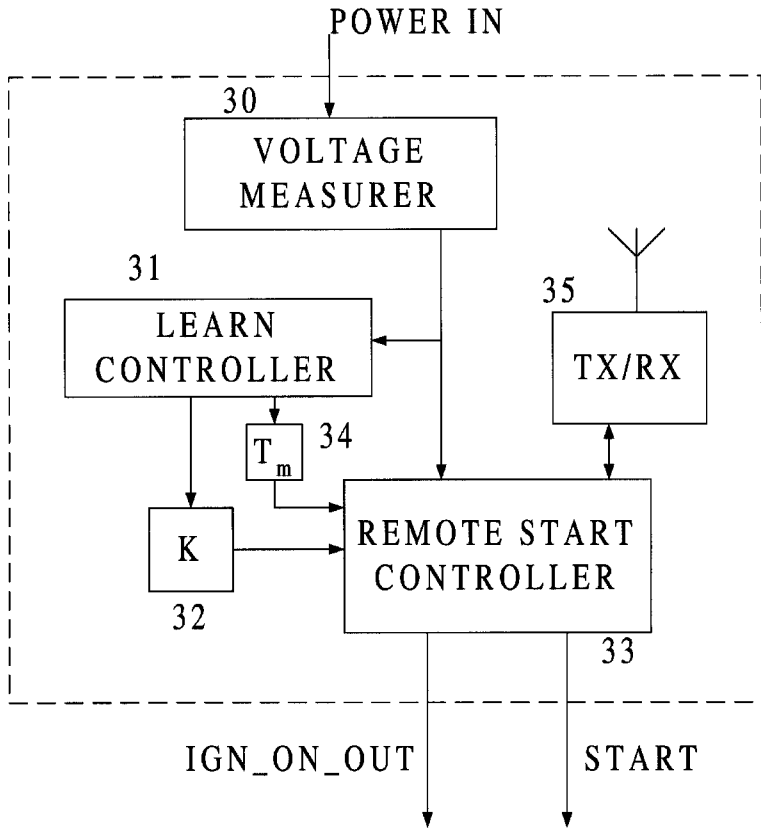 POWER IN
30
VOLTAGE
MEASURER
31
LEARN
CONTROLLER
35
TX/RX
34
Tm
K
32
REMOTE START
CONTROLLER
33
IGN_ON_OUT
START